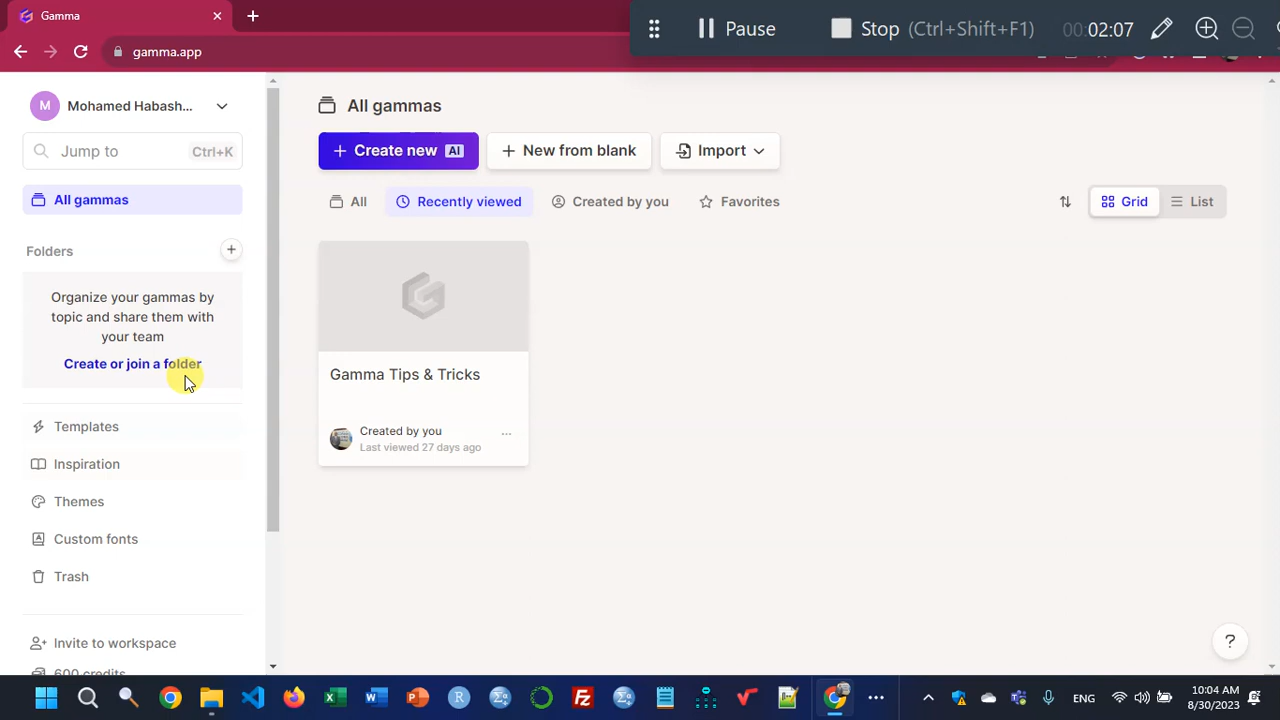 Gamma
Pause
Stop (Ctrl+Shift+F1)
00:02:07
gamma.app
M
Mohamed Habash...
Jump to
Ctrl+K
All gammas
Folders
Organize your gammas by
topic and share them with
your team
Create or join a folder
Templates
Inspiration
Themes
Custom fonts
Trash
Invite to workspace
600 credits
All gammas
+ Create new AI
+ New from blank
Import
All
Recently viewed
Created by you
Favorites
Grid
List
Gamma Tips & Tricks
Created by you
Last viewed 27 days ago
...
?
ENG
10:04 AM
8/30/2023